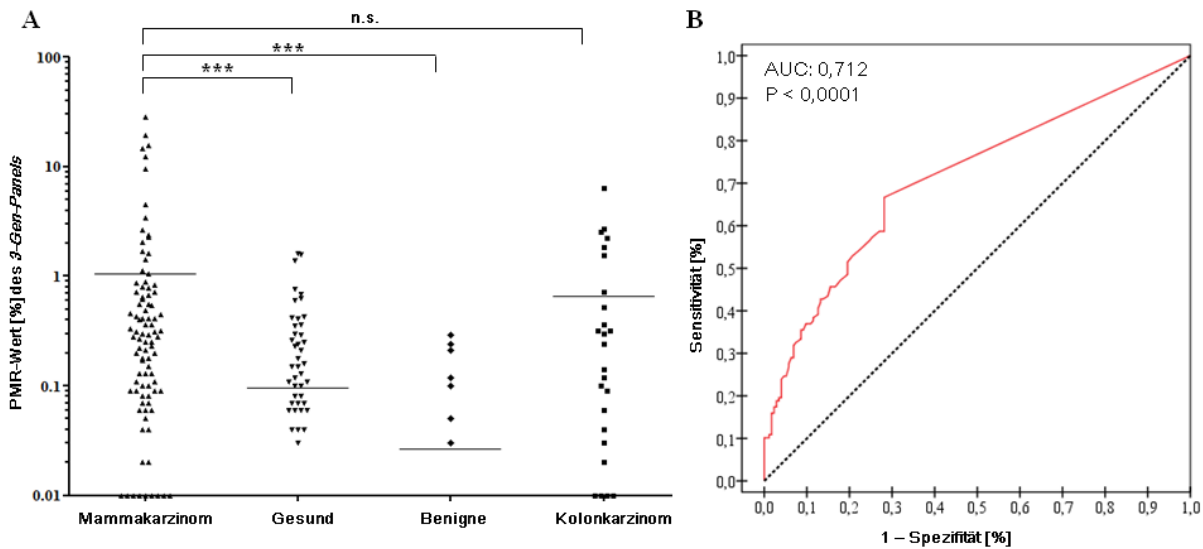 A
n.s.
***
***
PMR-Wert [%] des 3-Gen-Panels
100
10
1
0.1
0.01
Mammakarzinom
Gesund
Benigne
Kolonkarzinom
B
AUC: 0,712
P < 0,0001
Sensitivität [%]
1,0
0,9
0,8
0,7
0,6
0,5
0,4
0,3
0,2
0,1
0,0
0,0
0,1
0,2
0,3
0,4
0,5
0,6
0,7
0,8
0,9
1,0
1 – Spezifität [%]